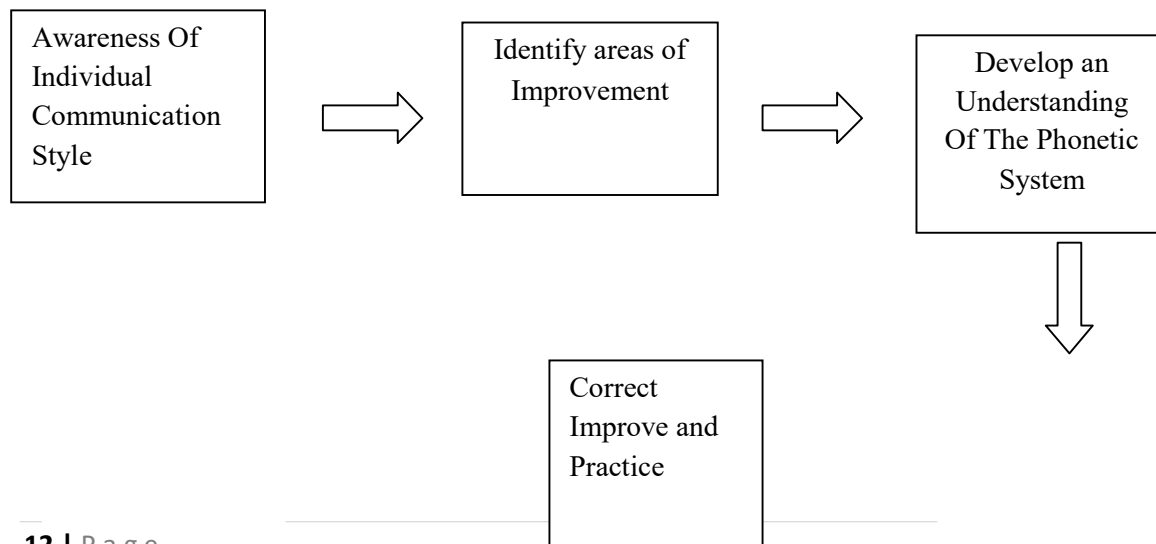 Awareness Of
Individual
Communication
Style
Identify areas of
Improvement
Develop an
Understanding
Of The Phonetic
System
Correct
Improve and
Practice
12 | P a g e